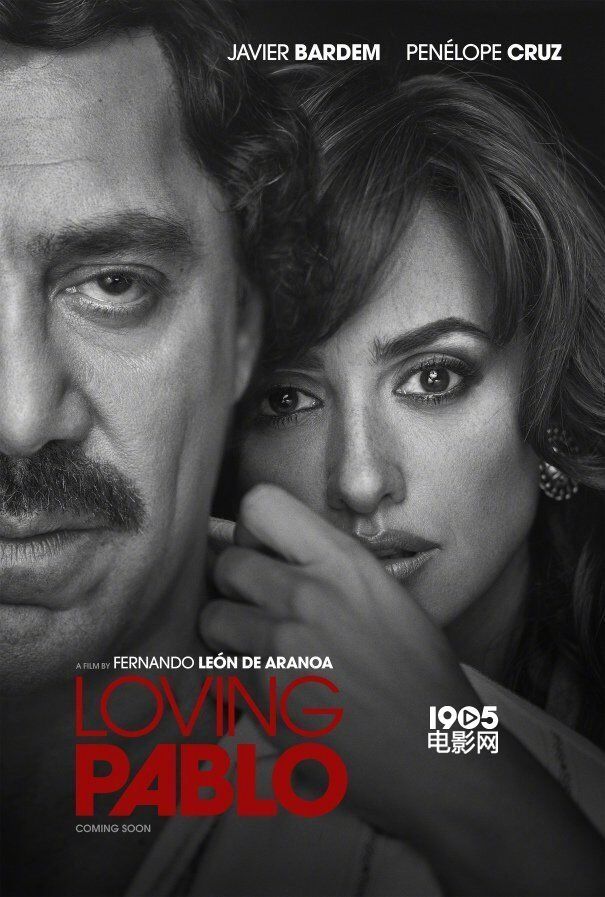 JAVIER BARDEM PENÉLOPE CRUZ
A FILM BY FERNANDO LEÓN DE ARANOA
LOVING
PABLO
COMING SOON
1905
电影网